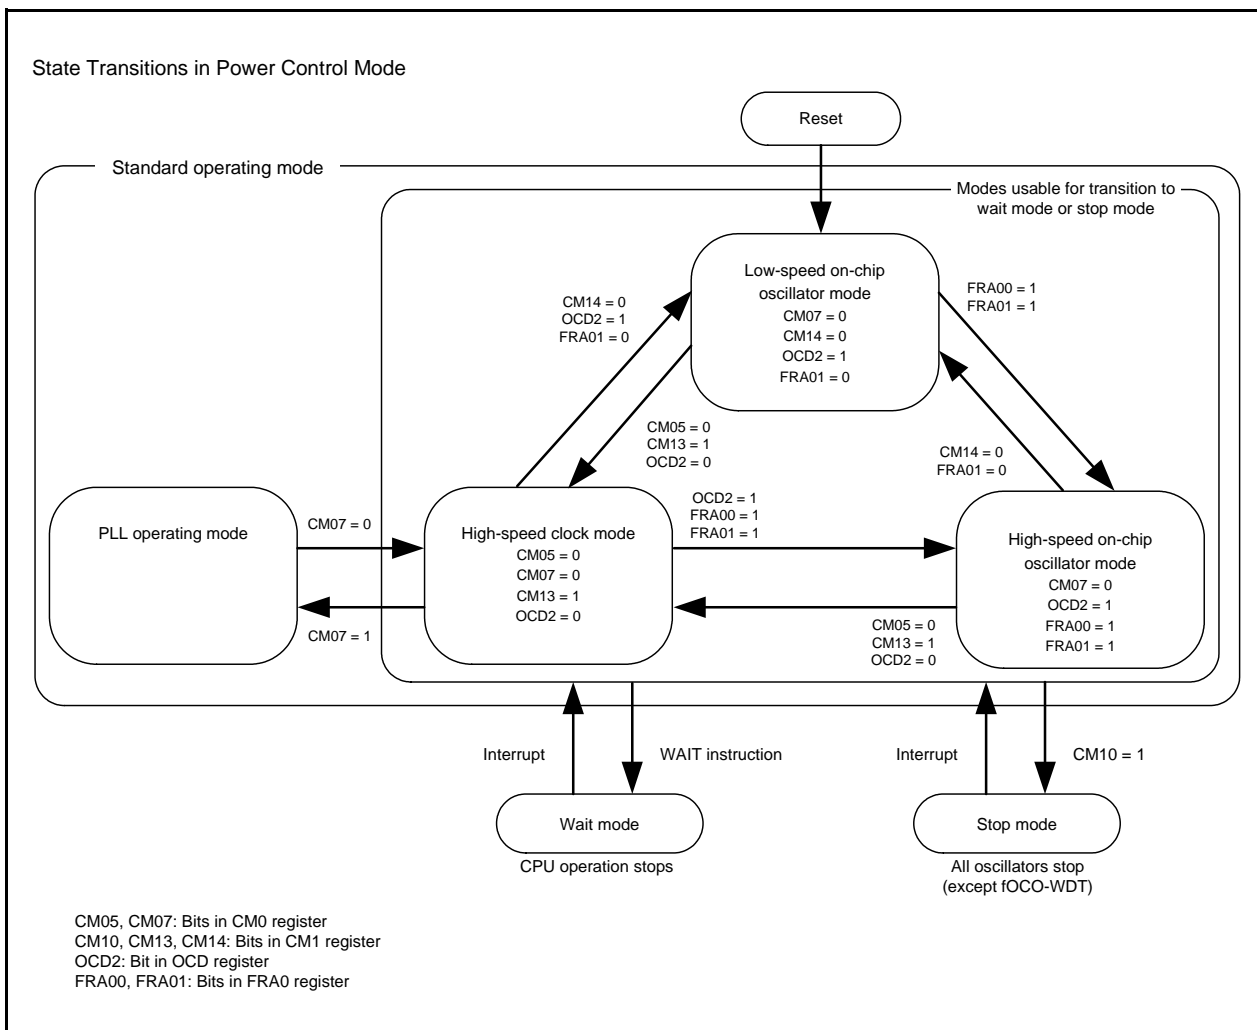 State Transitions in Power Control Mode
Reset
Standard operating mode
Modes usable for transition to
wait mode or stop mode
Low-speed on-chip
oscillator mode
CM07 = 0
CM14 = 0
OCD2 = 1
FRA01 = 0
CM14 = 0
OCD2 = 1
FRA01 = 0
FRA00 = 1
FRA01 = 1
CM05 = 0
CM13 = 1
OCD2 = 0
CM14 = 0
FRA01 = 0
PLL operating mode
CM07 = 0
CM07 = 1
High-speed clock mode
CM05 = 0
CM07 = 0
CM13 = 1
OCD2 = 0
OCD2 = 1
FRA00 = 1
FRA01 = 1
CM05 = 0
CM13 = 1
OCD2 = 0
High-speed on-chip
oscillator mode
CM07 = 0
OCD2 = 1
FRA00 = 1
FRA01 = 1
Interrupt
WAIT instruction
Interrupt
CM10 = 1
Wait mode
CPU operation stops
Stop mode
All oscillators stop
(except fOCO-WDT)
CM05, CM07: Bits in CM0 register
CM10, CM13, CM14: Bits in CM1 register
OCD2: Bit in OCD register
FRA00, FRA01: Bits in FRA0 register